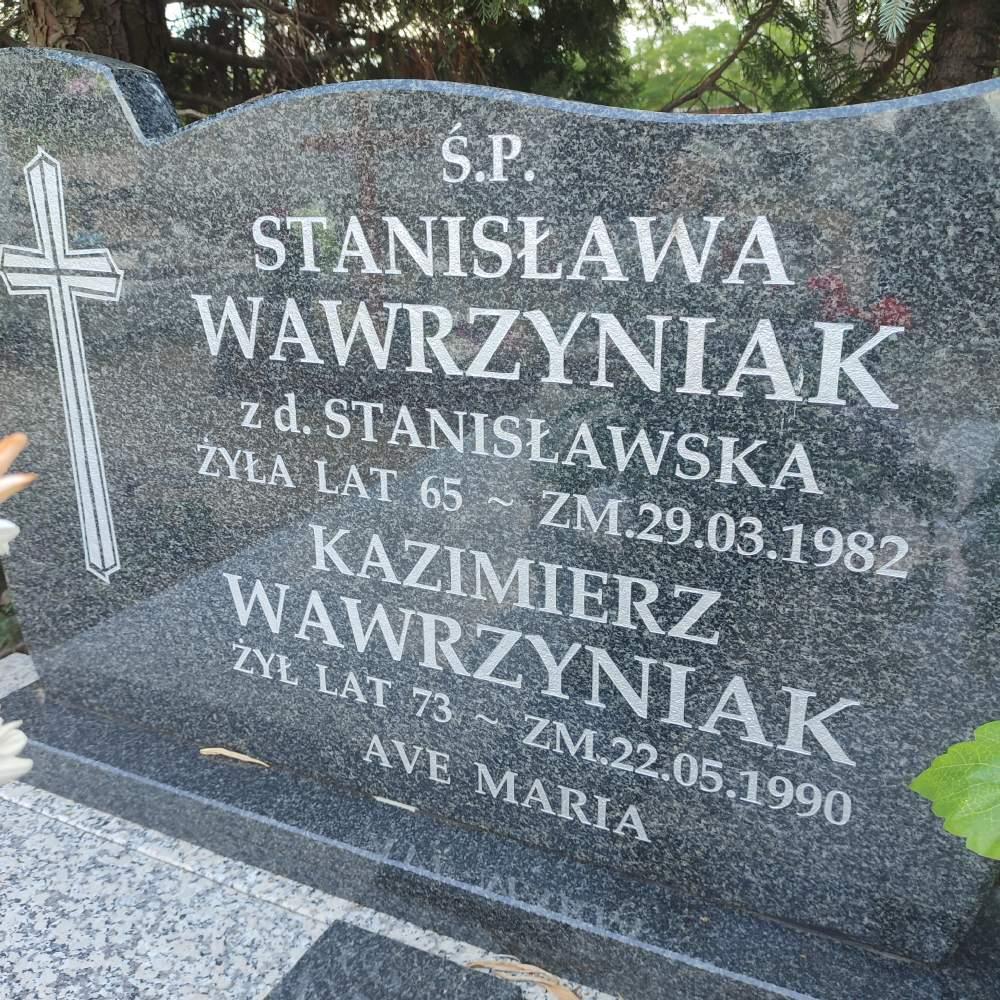 Ś.P.
STANISŁAWA
WAWRZYNIAK
z d. STANISŁAWSKA
ŻYŁA LAT 65 ~ ZM.29.03.1982
KAZIMIERZ
WAWRZYNIAK
ŻYŁ LAT 73 ~ ZM.22.05.1990
AVE MARIA